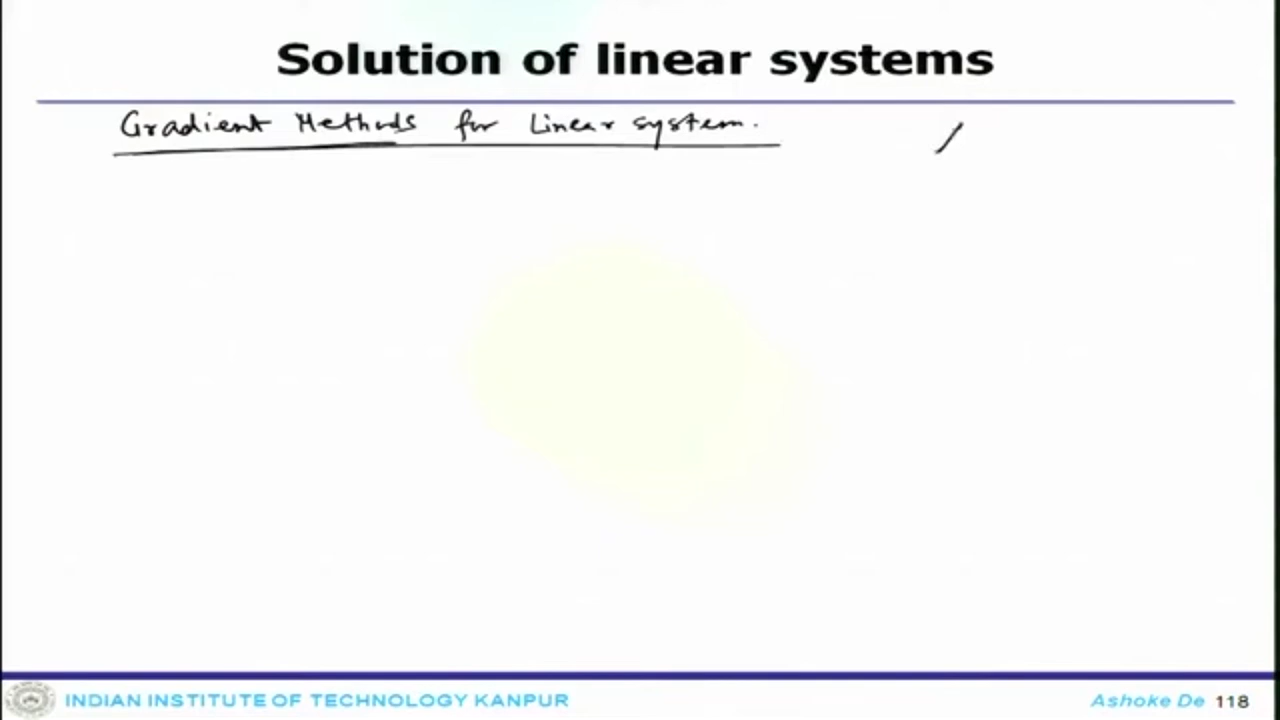 Solution of linear systems
Gradient Methods for Linear system.
INDIAN INSTITUTE OF TECHNOLOGY KANPUR
Ashoke De 118